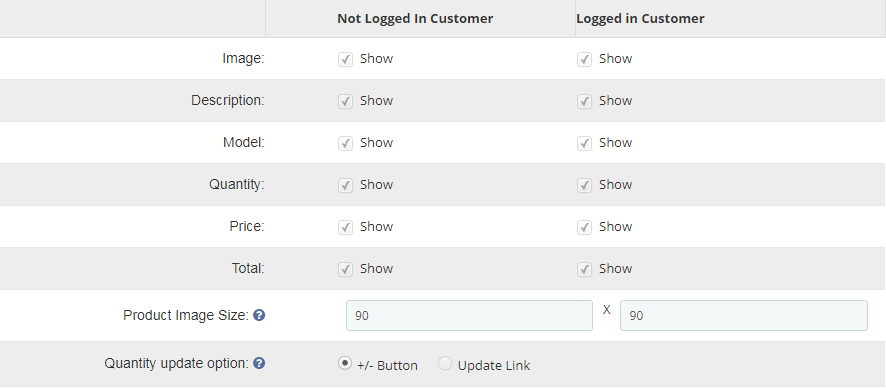 Not Logged In Customer Logged in Customer
Image: Show Show
Description: Show Show
Model: Show Show
Quantity: Show Show
Price: Show Show
Total: Show Show
Product Image Size: ? 90 X 90
Quantity update option: ? +/- Button Update Link